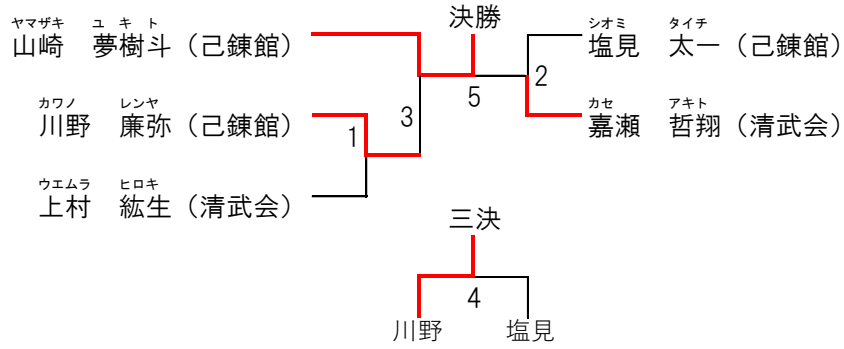 決勝
ヤマザキ ユキト
山崎 夢樹斗（己錬館）
カワノ レンヤ
川野 廉弥（己錬館）
1
3
ウエムラ ヒロキ
上村 紘生（清武会）
5
シオミ タイチ
塩見 太一（己錬館）
2
カセ アキト
嘉瀬 哲翔（清武会）
三決
4
川野 塩見